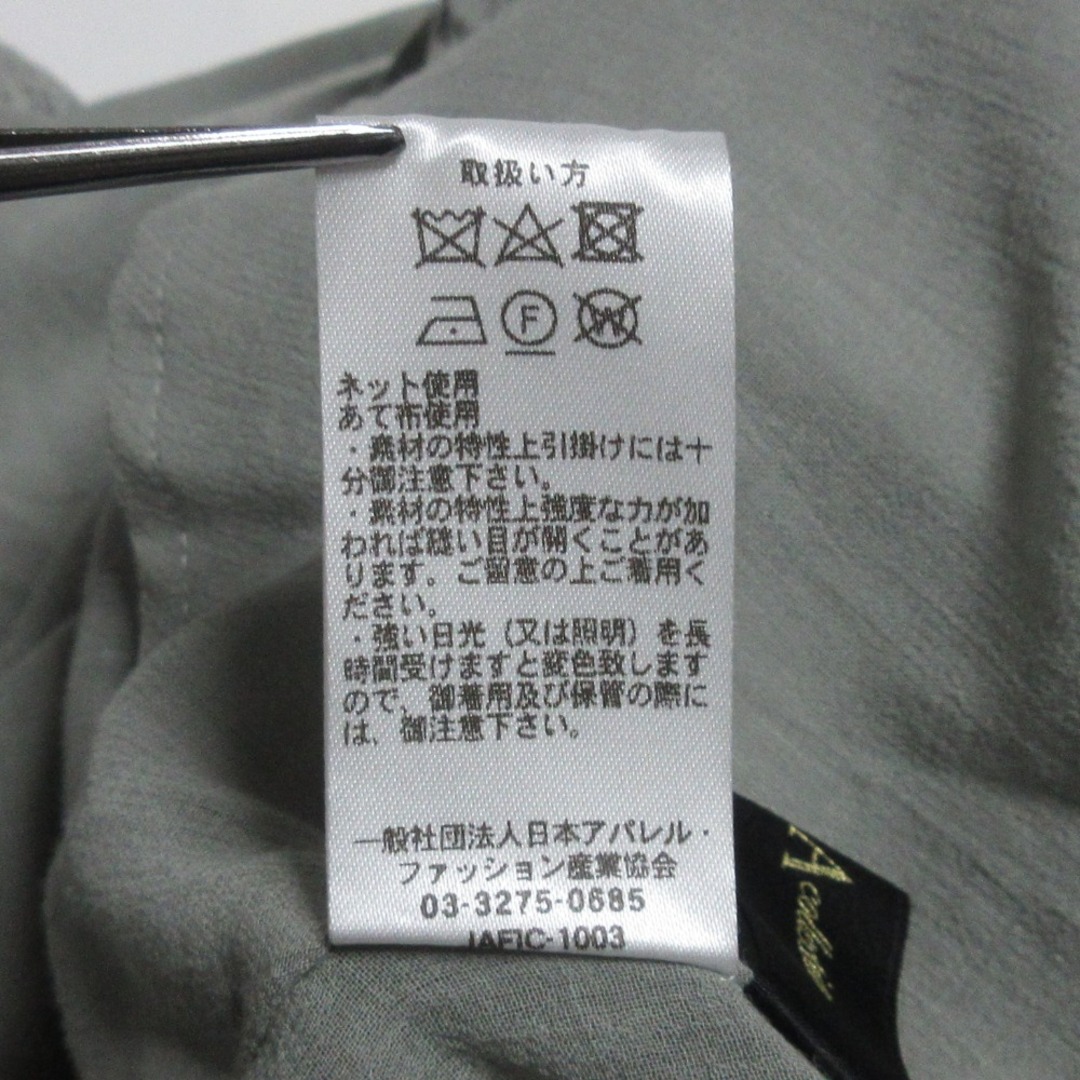 取扱い方
F
W
ネット使用
あて布使用
・素材の特性上引掛けには十
分御注意下さい。
・素材の特性上強度な力が加
われば縫い目が開くことがあ
ります。ご留意の上ご着用く
ださい。
・強い日光（又は照明）を長
時間受けますと変色致します
ので、御着用及び保管の際に
は、御注意下さい。
一般社団法人日本アパレル・
ファッション産業協会
03-3275-0685
JAFIC-1003